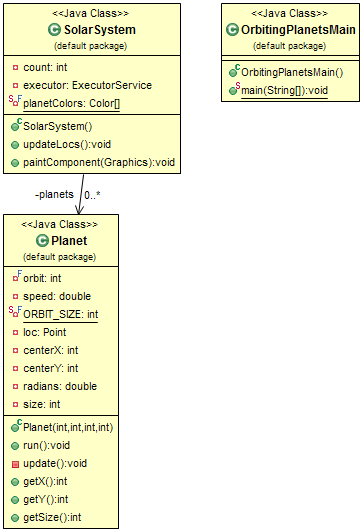 <<Java Class>>
SolarSystem
(default package)
count: int
executor: ExecutorService
planetColors: Color[]
SolarSystem()
updateLocs():void
paintComponent(Graphics):void
<<Java Class>>
OrbitingPlanetsMain
(default package)
OrbitingPlanetsMain()
main(String[]):void
-planets
0..*
<<Java Class>>
Planet
(default package)
orbit: int
speed: double
ORBIT_SIZE: int
loc: Point
centerX: int
centerY: int
radians: double
size: int
Planet(int,int,int,int)
run():void
update():void
getX():int
getY():int
getSize():int